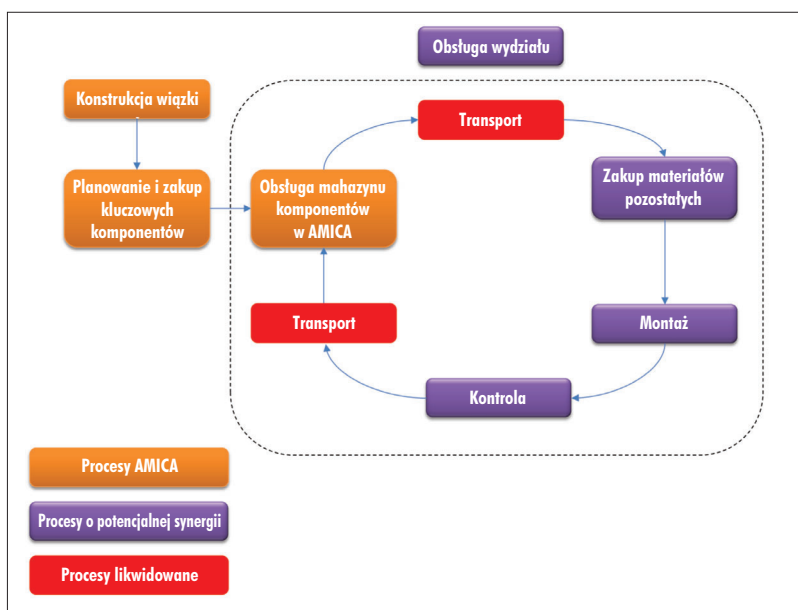 Obsługa wydziału
Konstrukcja wiązki
Transport
Planowanie i zakup
kluczowych
komponentów
Obsługa mahazynu
komponentów
w AMICA
Zakup materiałów
pozostałych
Transport
Montaż
Kontrola
Procesy AMICA
Procesy o potencjalnej synergii
Procesy likwidowane